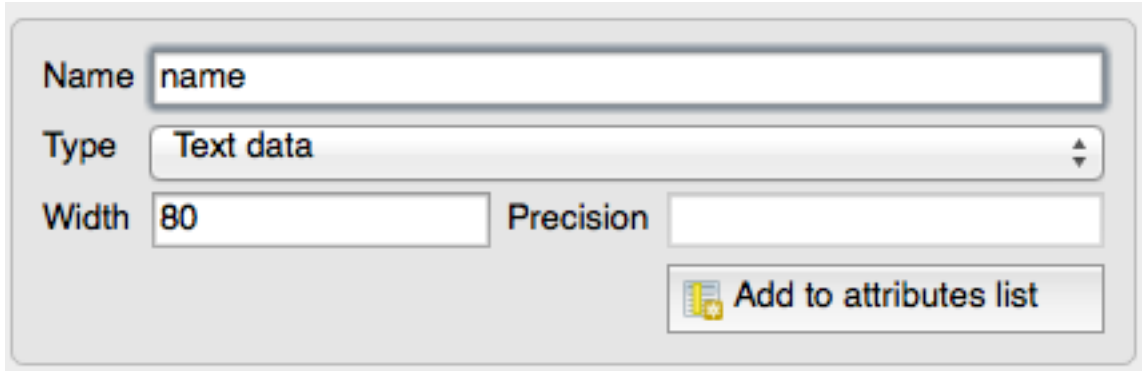 Name name
Type Text data
Width 80 Precision
Add to attributes list